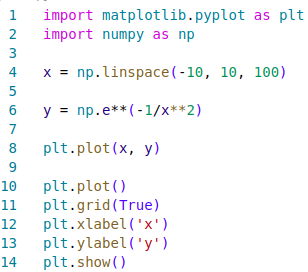 1 import matplotlib.pyplot as plt
2 import numpy as np
3
4 x = np.linspace(-10, 10, 100)
5
6 y = np.e**(-1/x**2)
7
8 plt.plot(x, y)
9
10 plt.plot()
11 plt.grid(True)
12 plt.xlabel('x')
13 plt.ylabel('y')
14 plt.show()